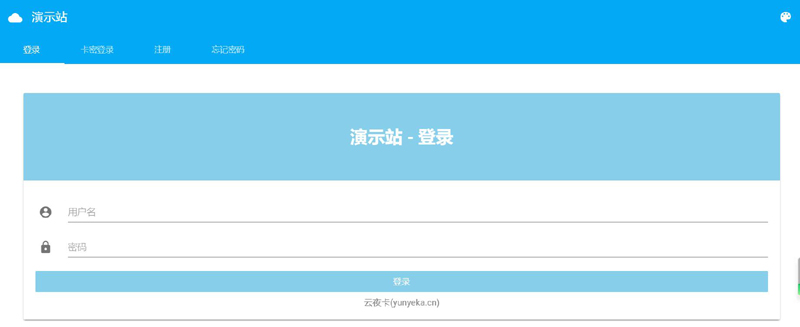 演示站
登录 卡密登录 注册 忘记密码
演示站 - 登录
用户名
密码
登录
云夜卡(yunyeka.cn)